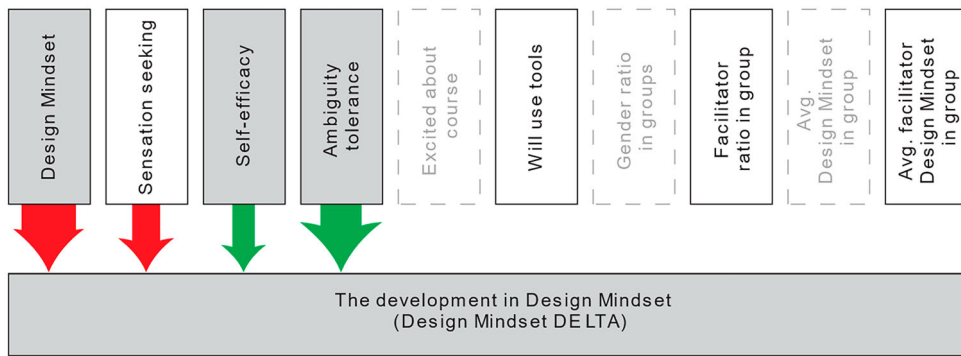 Design Mindset
Sensation seeking
Self-efficacy
Ambiguity
tolerance
Excited about
course
Will use tools
Gender ratio
in groups
Facilitator
ratio in group
Avg.
Design Mindset
in group
Avg. facilitator
Design Mindset
in group
The development in Design Mindset
(Design Mindset DELTA)